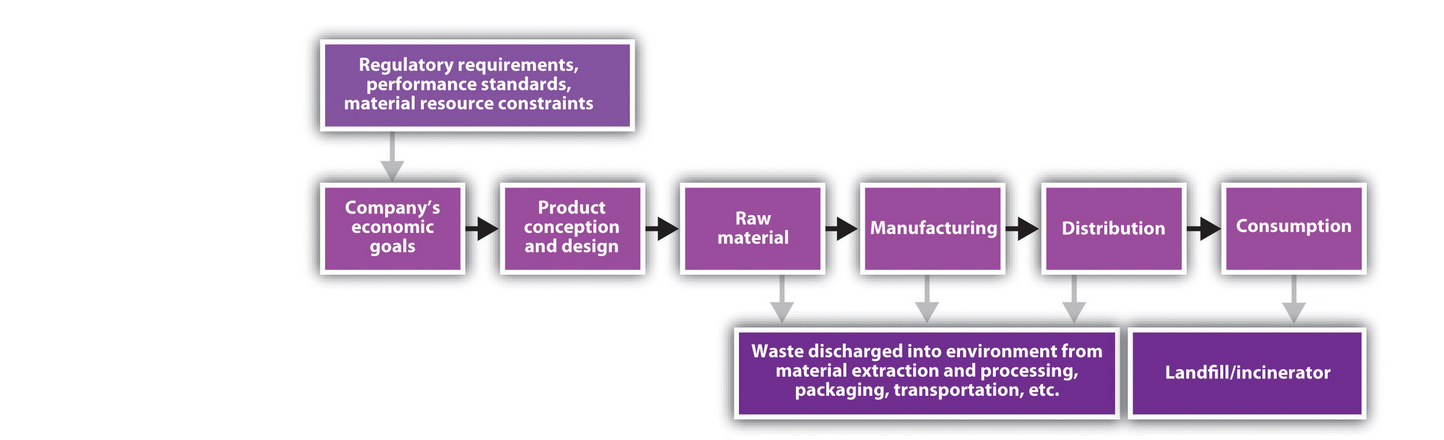 Regulatory requirements,
performance standards,
material resource constraints
Company’s
economic
goals
Product
conception
and design
Raw
material
Manufacturing
Distribution
Consumption
Waste discharged into environment from
material extraction and processing,
packaging, transportation, etc.
Landfill/incinerator